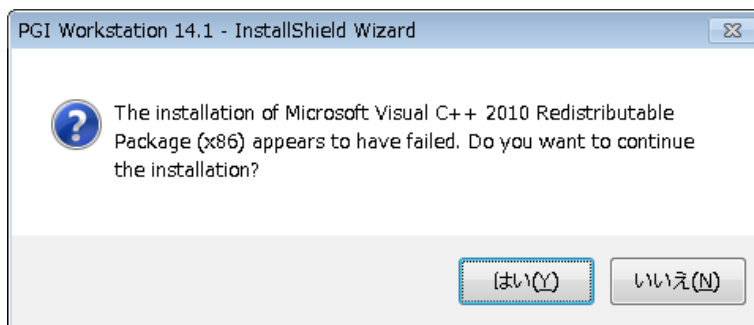 PGI Workstation 14.1 - InstallShield Wizard
The installation of Microsoft Visual C++ 2010 Redistributable
Package (x86) appears to have failed. Do you want to continue
the installation?
はい(Y)
いいえ(N)